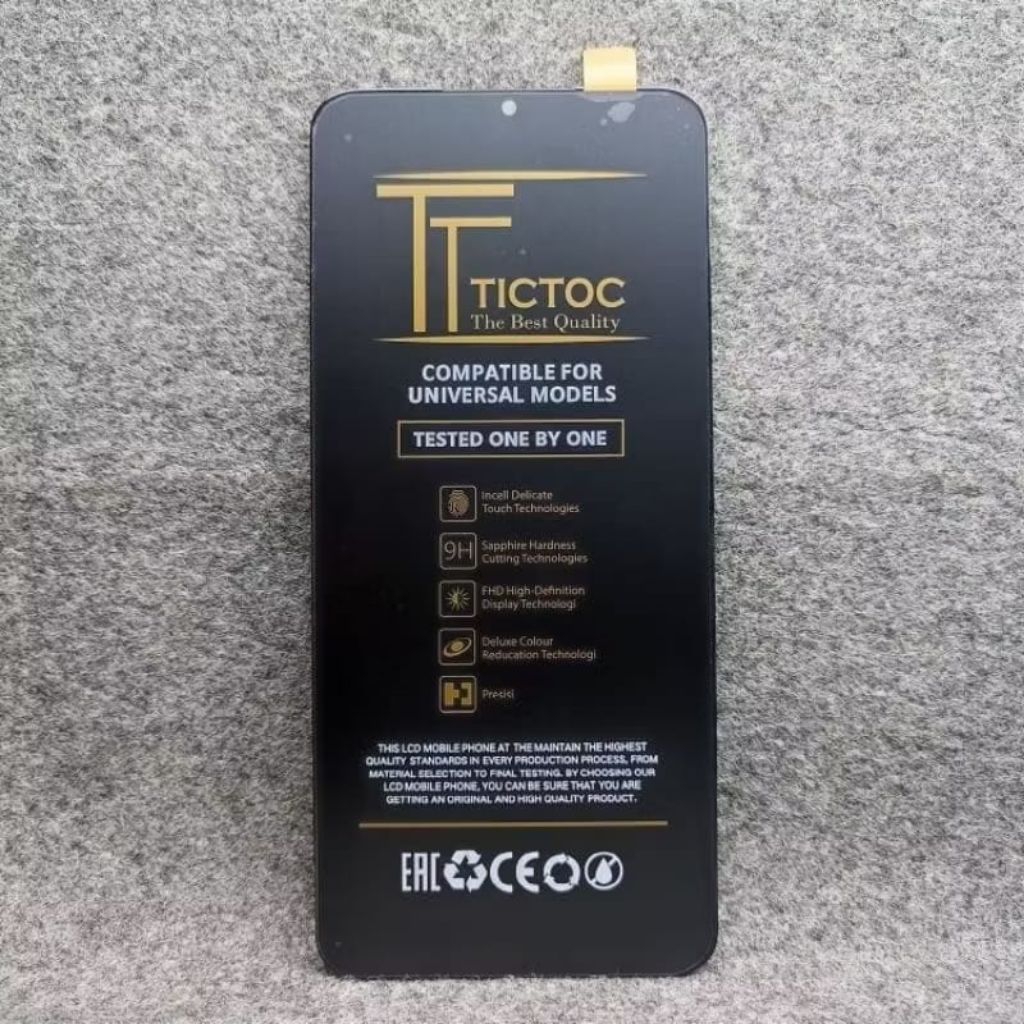 TT
TICTOC
The Best Quality
COMPATIBLE FOR
UNIVERSAL MODELS
TESTED ONE BY ONE
Incell Delicate
Touch Technologies
9H
Sapphire Hardness
Cutting Technologies
FHD High-Definition
Display Technologi
Deluxe Colour
Reducation Technologi
Presisi
THIS LCD MOBILE PHONE AT THE MAINTAIN THE HIGHEST
QUALITY STANDARDS IN EVERY PRODUCTION PROCESS, FROM
MATERIAL SELECTION TO FINAL TESTING. BY CHOOSING OUR
LCD MOBILE PHONE, YOU CAN BE SURE THAT YOU ARE
GETTING AN ORIGINAL AND HIGH QUALITY PRODUCT.
EAC CE